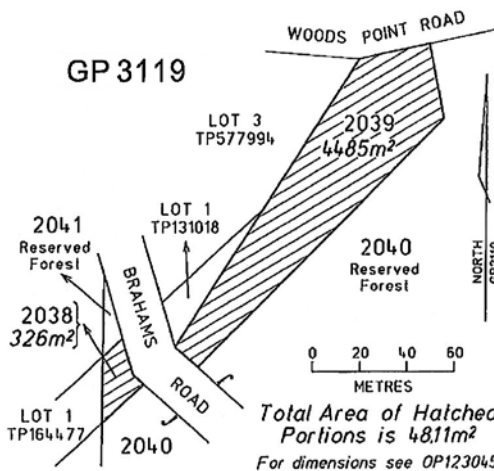 WOODS POINT ROAD
GP 3119
LOT 3
TP577994
2039
4485m²
LOT 1
TP131018
2041
Reserved
Forest
BRAHAMS
ROAD
2040
Reserved
Forest
NORTH
2038
326m²
0 20 40 60
METRES
LOT 1
TP164477
2040
Total Area of Hatched
Portions is 4811m²
For dimensions see OP123045